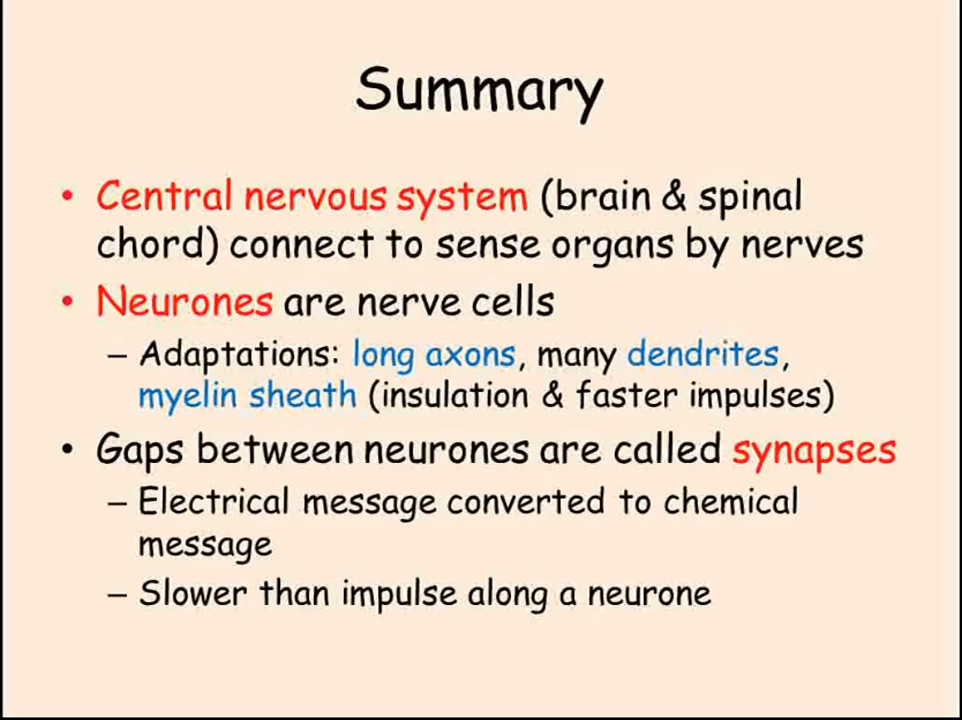 Summary
• Central nervous system (brain & spinal
chord) connect to sense organs by nerves
• Neurones are nerve cells
– Adaptations: long axons, many dendrites,
myelin sheath (insulation & faster impulses)
• Gaps between neurones are called synapses
– Electrical message converted to chemical
message
– Slower than impulse along a neurone